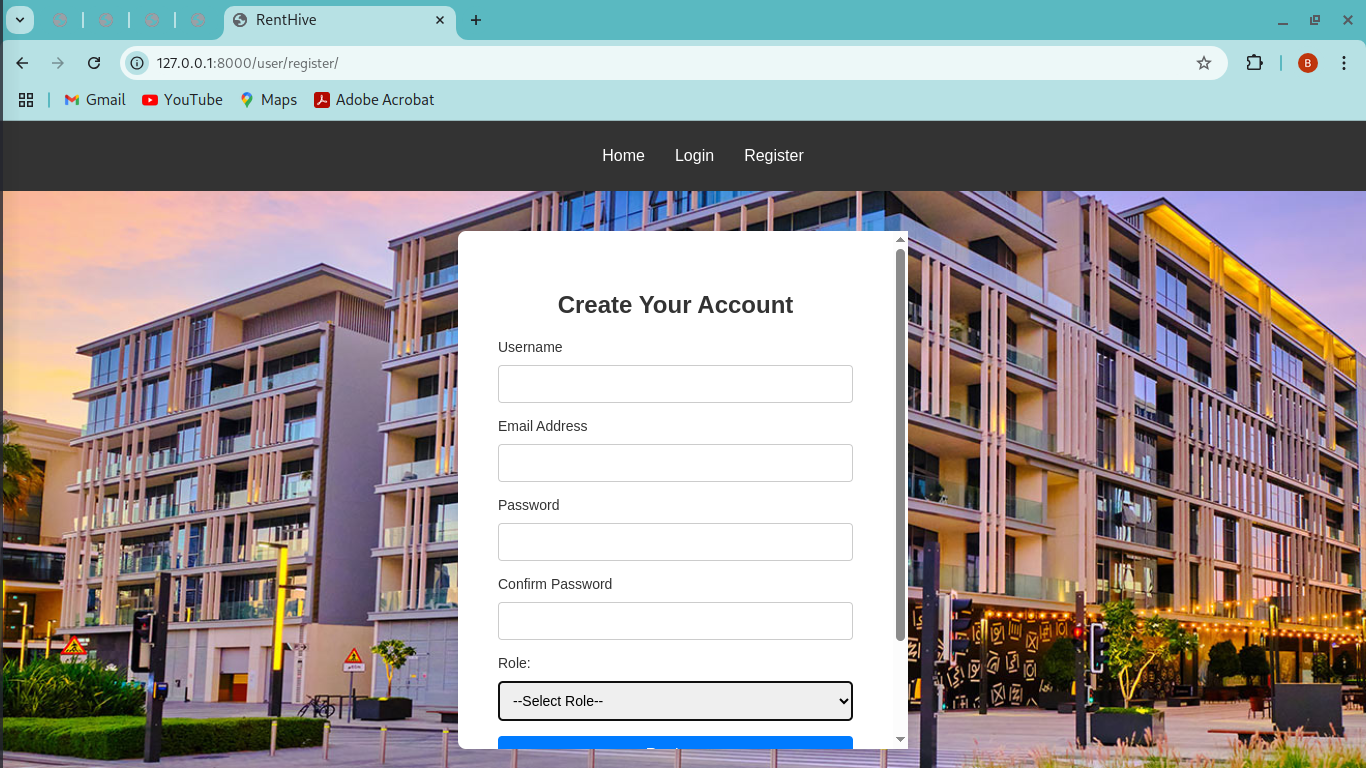 RentHive
127.0.0.1:8000/user/register/
B
Gmail
YouTube
Maps
Adobe Acrobat
Home
Login
Register
Create Your Account
Username
Email Address
Password
Confirm Password
Role:
--Select Role--